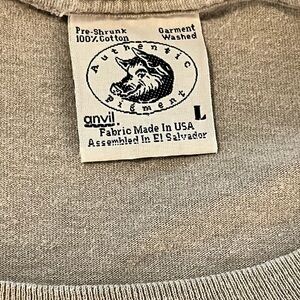 Pre-Shrunk Garment
100% Cotton Washed
Authentic
Pigment
anvil. L
Fabric Made In USA
Assembled In El Salvador